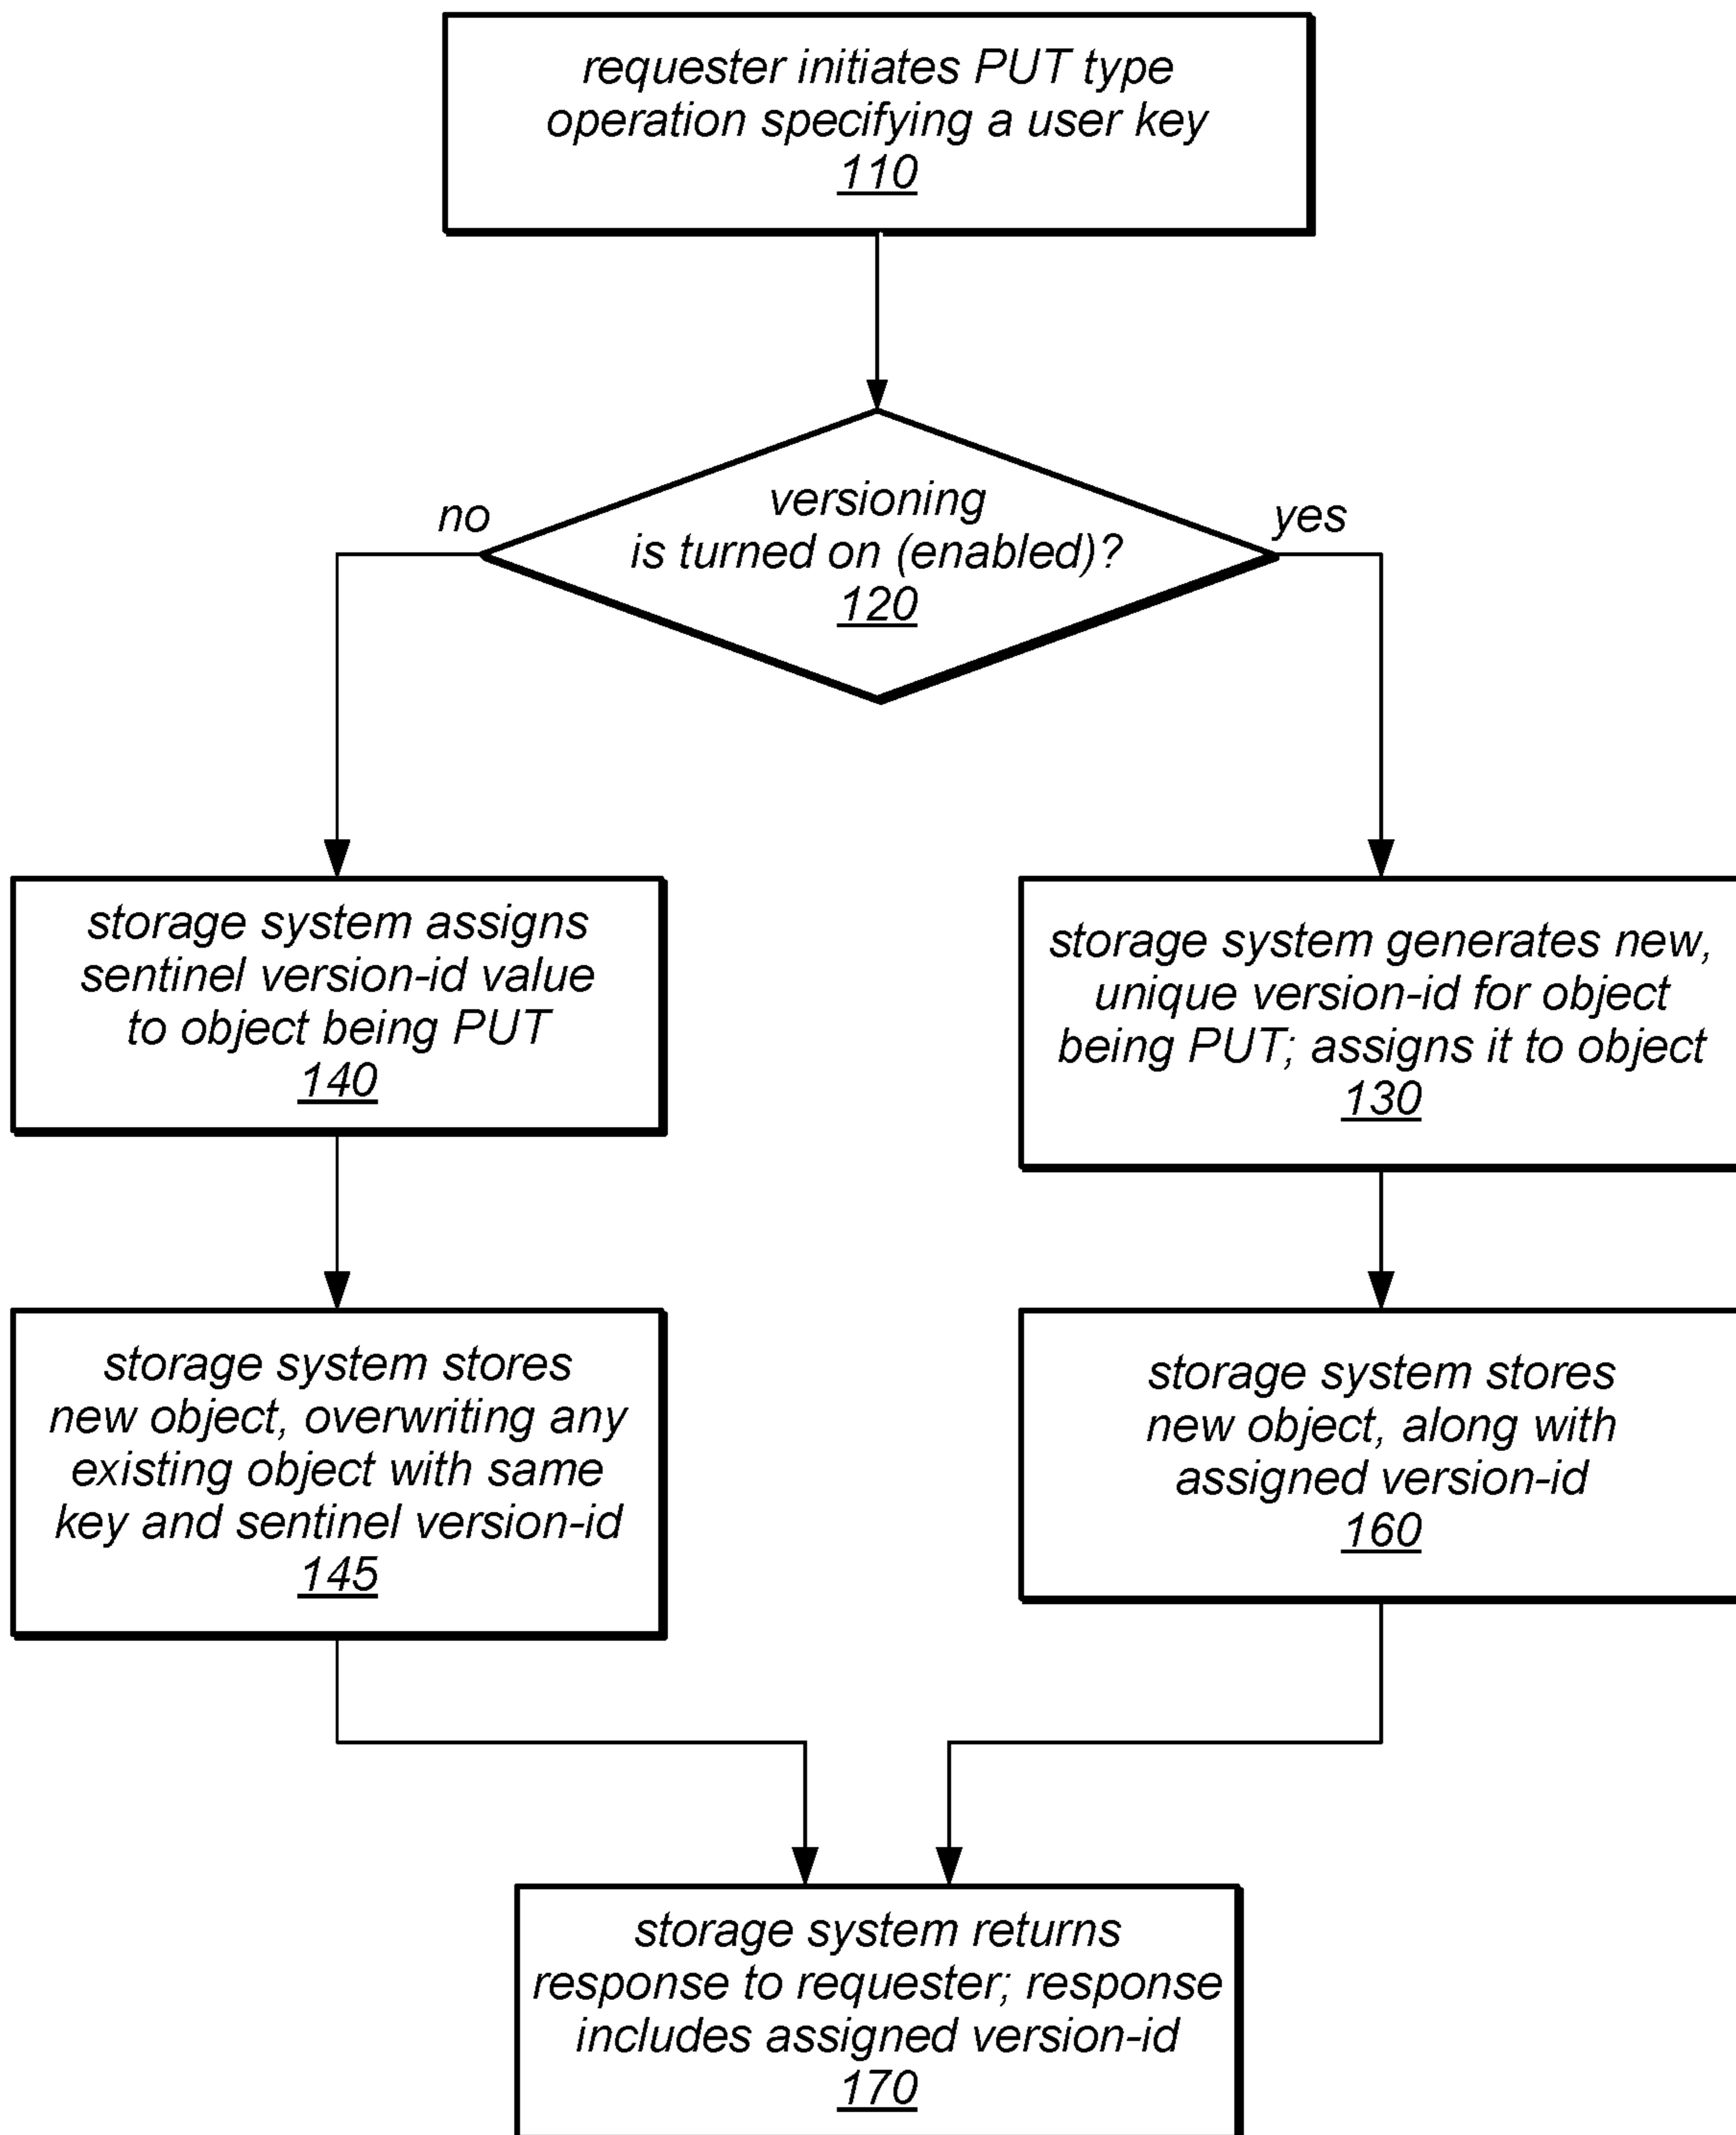 requester initiates PUT type
operation specifying a user key
110
versioning
is turned on (enabled)?
120
no
yes
storage system assigns
sentinel version-id value
to object being PUT
140
storage system generates new,
unique version-id for object
being PUT; assigns it to object
130
storage system stores
new object, overwriting any
existing object with same
key and sentinel version-id
145
storage system stores
new object, along with
assigned version-id
160
storage system returns
response to requester; response
includes assigned version-id
170